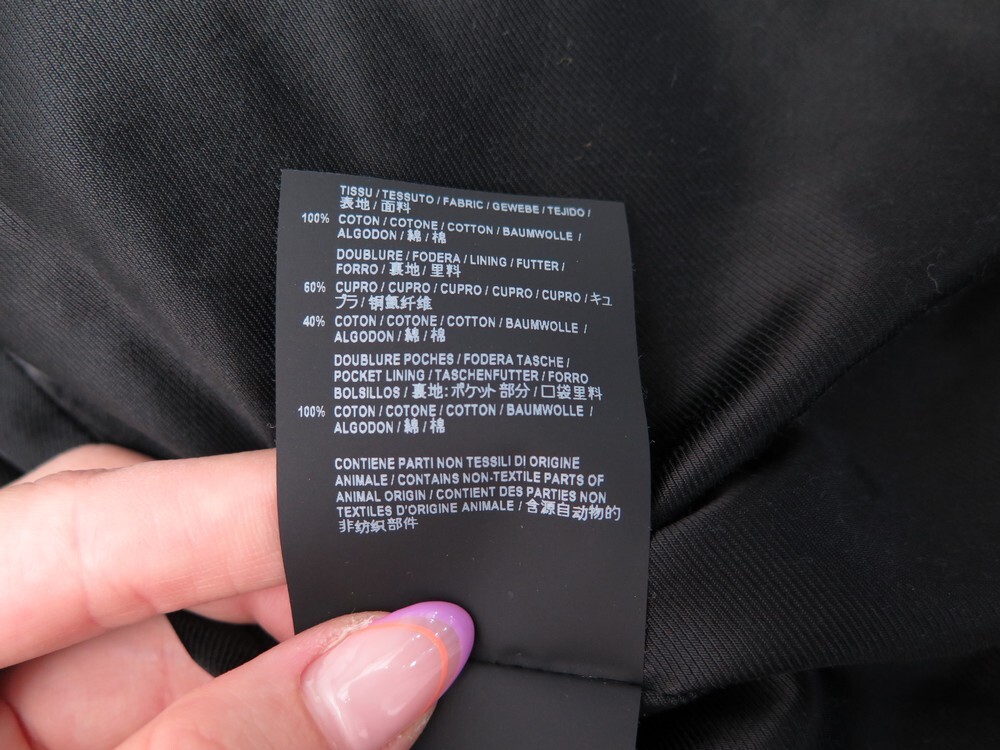 TISSU / TESSUTO / FABRIC / GEWEBE / TEJIDO /
表地 / 面料
100% COTON / COTONE / COTTON / BAUMWOLLE /
ALGODON / 綿 / 棉
DOUBLURE / FODERA / LINING / FUTTER /
FORRO / 裏地 / 里料
60% CUPRO / CUPRO / CUPRO / CUPRO / CUPRO / キュ
プラ / 铜氨纤维
40% COTON / COTONE / COTTON / BAUMWOLLE /
ALGODON / 綿 / 棉
DOUBLURE POCHES / FODERA TASCHE /
POCKET LINING / TASCHENFUTTER / FORRO
BOLSILLOS / 裏地:ポケット部分 / 口袋里料
100% COTON / COTONE / COTTON / BAUMWOLLE /
ALGODON / 綿 / 棉
CONTIENE PARTI NON TESSILI DI ORIGINE
ANIMALE / CONTAINS NON-TEXTILE PARTS OF
ANIMAL ORIGIN / CONTIENT DES PARTIES NON
TEXTILES D'ORIGINE ANIMALE / 含源自动物的
非纺织部件